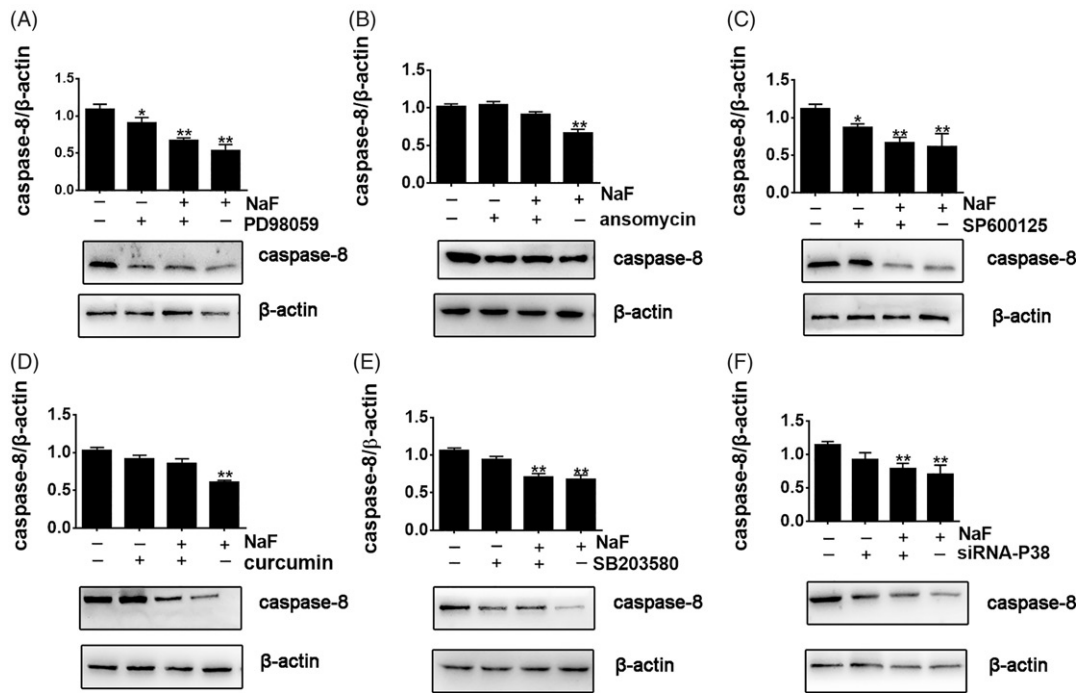 (A)
caspase-8/β-actin
1.5
1.0
0.5
0.0
* ** **
– – + + NaF
– + + – PD98059
caspase-8
β-actin
(B)
caspase-8/β-actin
1.5
1.0
0.5
0.0
**
– – + + NaF
– + + – ansomycin
caspase-8
β-actin
(C)
caspase-8/β-actin
1.5
1.0
0.5
0.0
* ** **
– – + + NaF
– + + – SP600125
caspase-8
β-actin
(D)
caspase-8/β-actin
1.5
1.0
0.5
0.0
**
– – + + NaF
– + + – curcumin
caspase-8
β-actin
(E)
caspase-8/β-actin
1.5
1.0
0.5
0.0
** **
– – + + NaF
– + + – SB203580
caspase-8
β-actin
(F)
caspase-8/β-actin
1.5
1.0
0.5
0.0
** **
– – + + NaF
– + + – siRNA-P38
caspase-8
β-actin